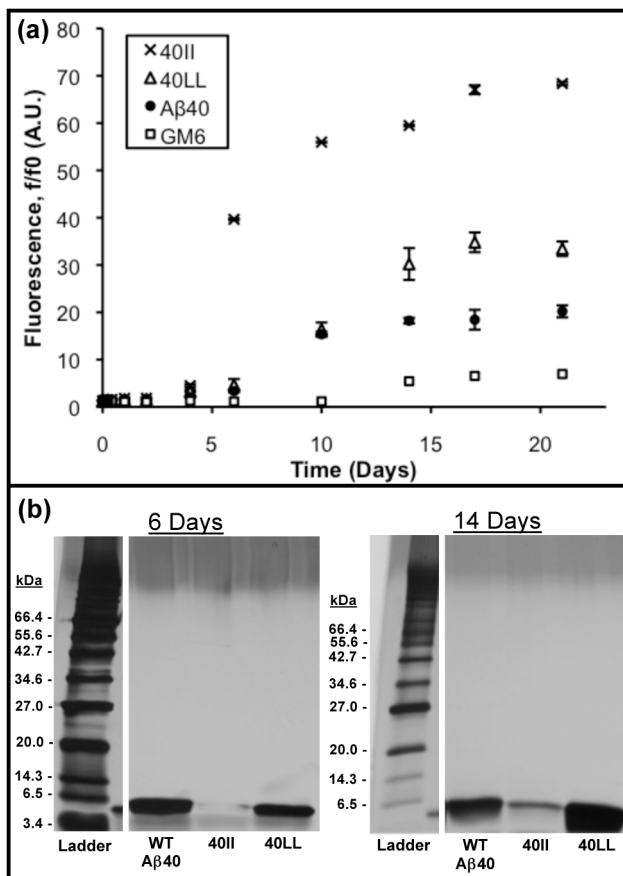 (a)
40II
40LL
Aβ40
GM6
Fluorescence, f/f0 (A.U.)
80
70
60
50
40
30
20
10
0
0 5 10 15 20
Time (Days)
(b)
6 Days
kDa
66.4 -
55.6 -
42.7 -
34.6 -
27.0 -
20.0 -
14.3 -
6.5 -
3.4 -
Ladder
WT 40II 40LL
Aβ40
14 Days
kDa
66.4 -
55.6 -
42.7 -
34.6 -
27.0 -
20.0 -
14.3 -
6.5 -
Ladder
WT 40II 40LL
Aβ40